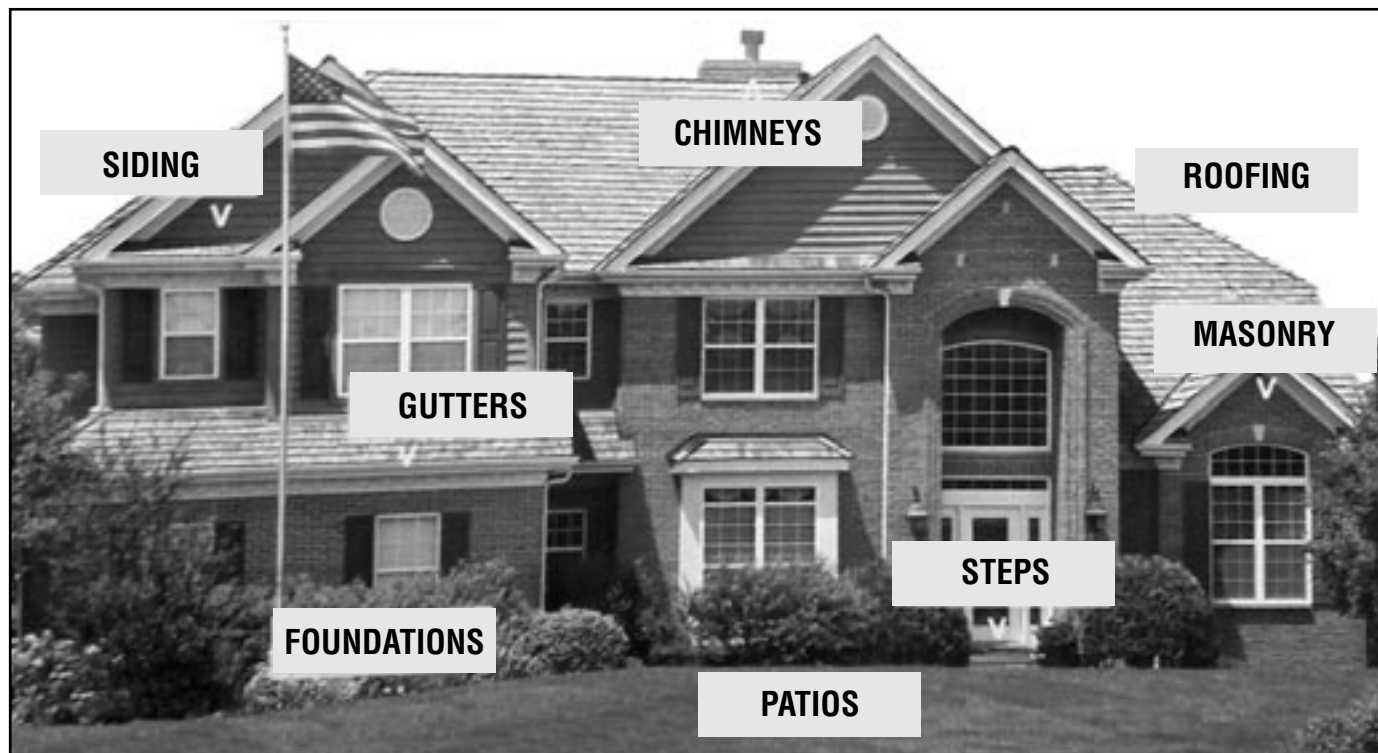 CHIMNEYS
SIDING
ROOFING
MASONRY
GUTTERS
STEPS
FOUNDATIONS
PATIOS